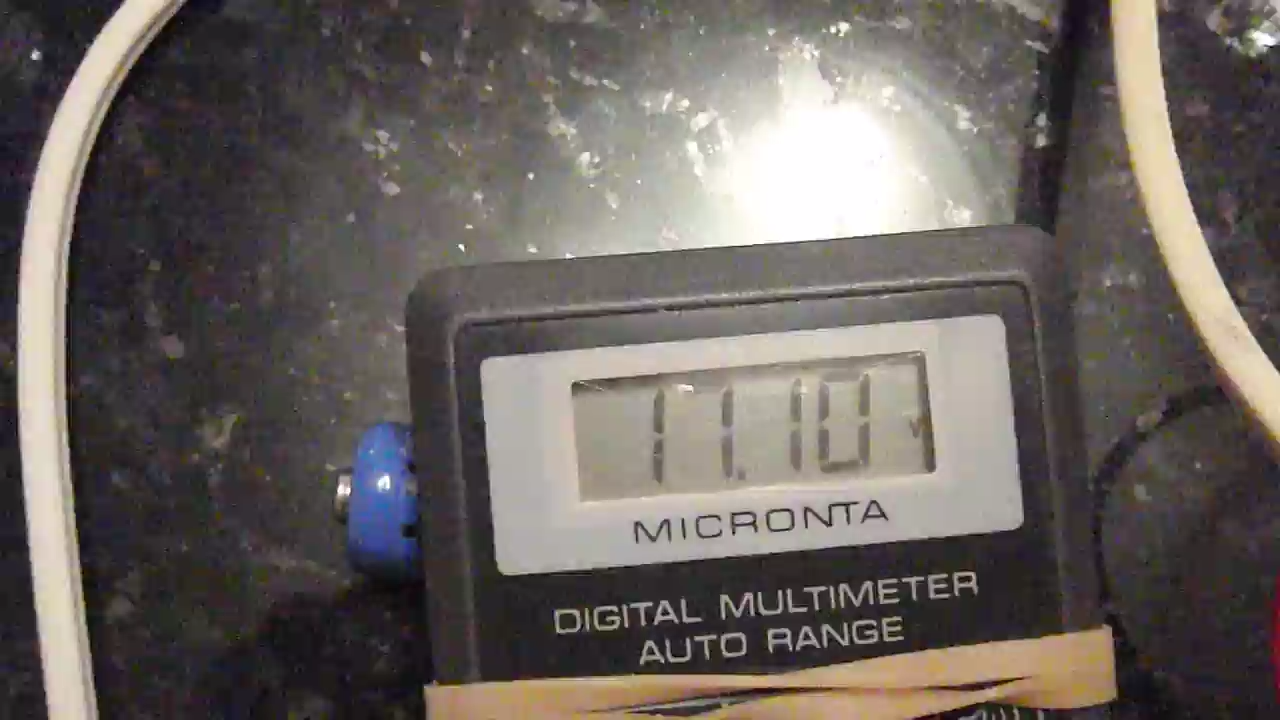 11.10 V
MICRONTA
DIGITAL MULTIMETER
AUTO RANGE